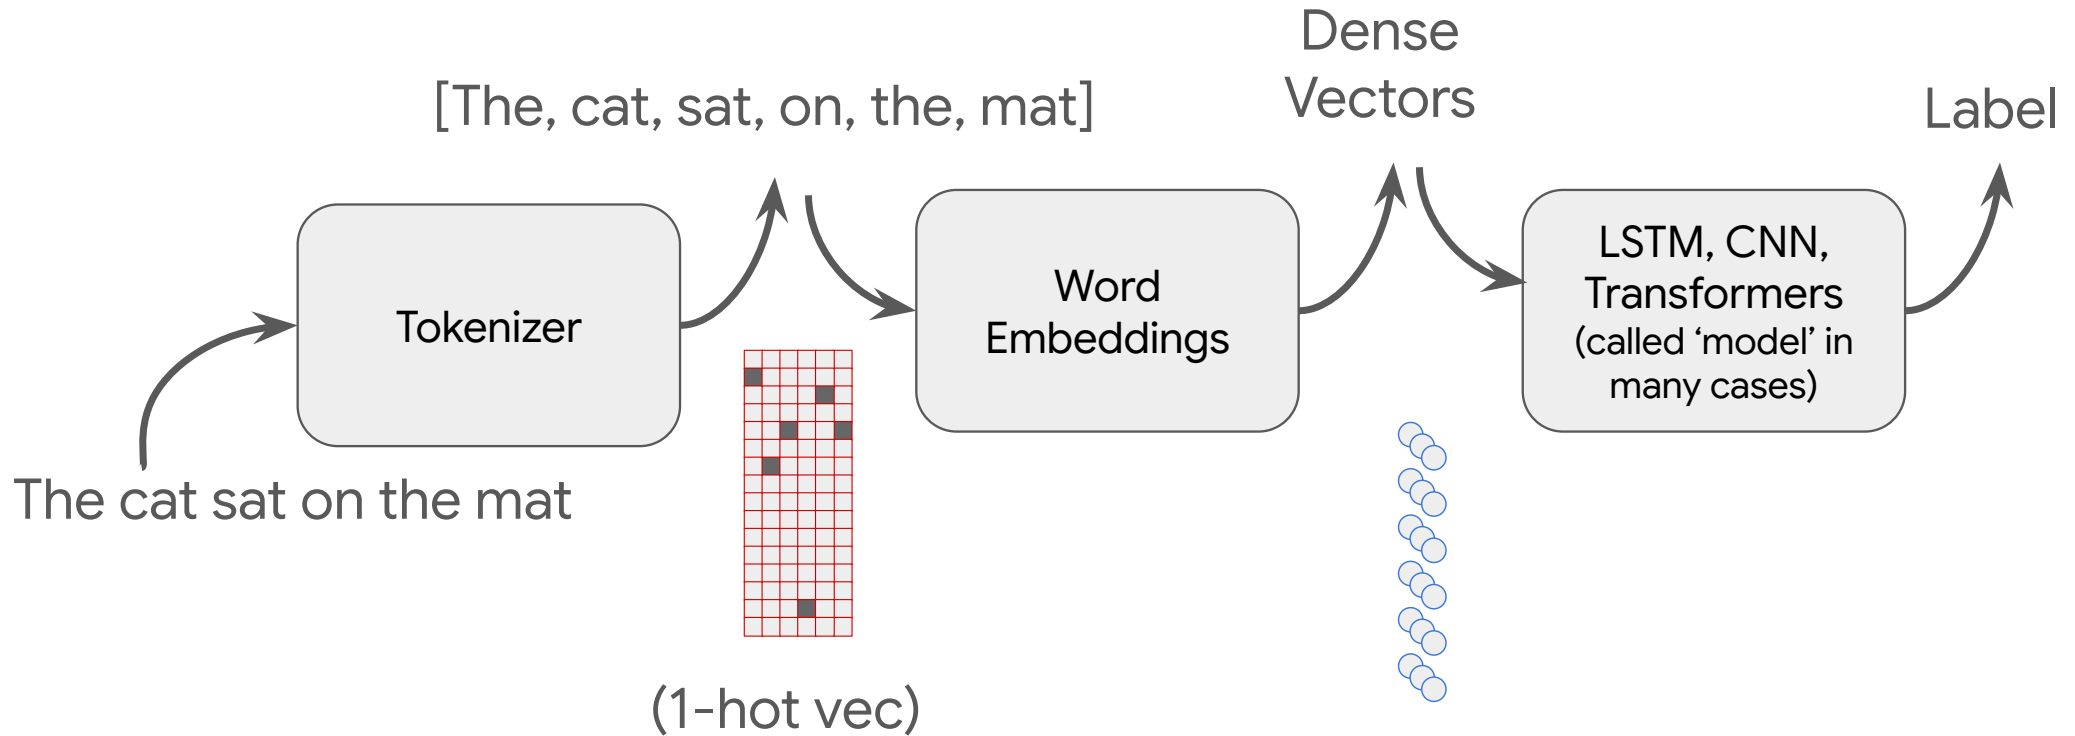 The cat sat on the mat
Tokenizer
[The, cat, sat, on, the, mat]
(1-hot vec)
Word
Embeddings
Dense
Vectors
LSTM, CNN,
Transformers
(called ‘model’ in
many cases)
Label